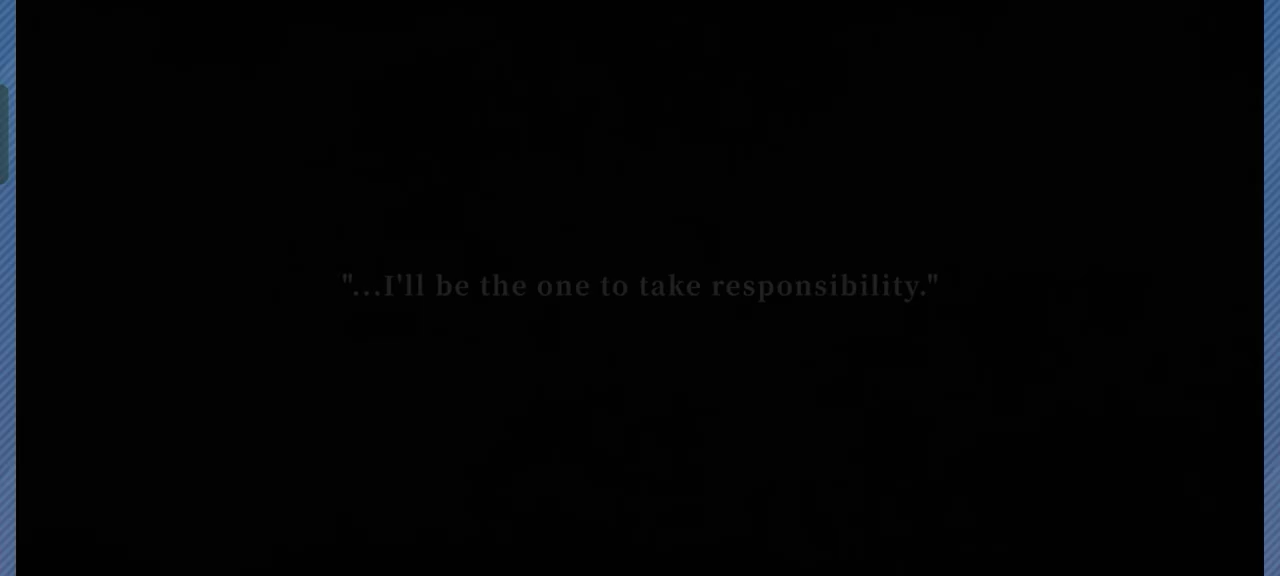 "...I'll be the one to take responsibility."